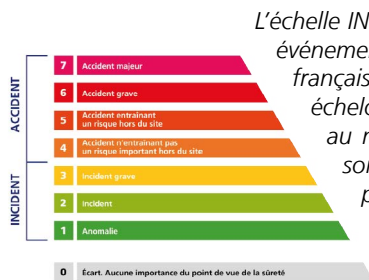 L'échelle IN
événemen
français
échelo
au r
so
p
ACCIDENT
INCIDENT
7 Accident majeur
6 Accident grave
5 Accident entraînant
un risque hors du site
4 Accident n'entraînant pas
un risque important hors du site
3 Incident grave
2 Incident
1 Anomalie
0 Écart. Aucune importance du point de vue de la sûreté